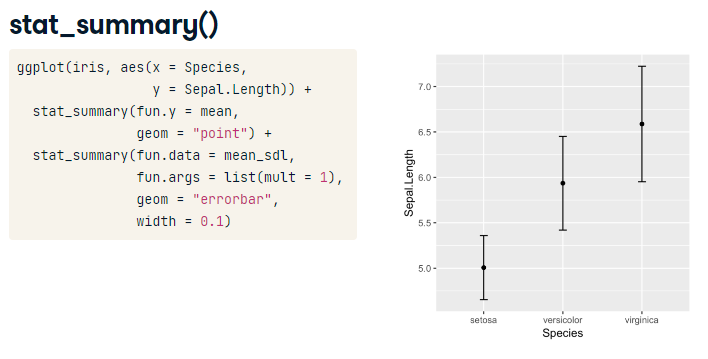 stat_summary()
ggplot(iris, aes(x = Species,
                 y = Sepal.Length)) +
  stat_summary(fun.y = mean,
               geom = "point") +
  stat_summary(fun.data = mean_sdl,
               fun.args = list(mult = 1),
               geom = "errorbar",
               width = 0.1)
Sepal.Length
7.0
6.5
6.0
5.5
5.0
setosa versicolor virginica
Species